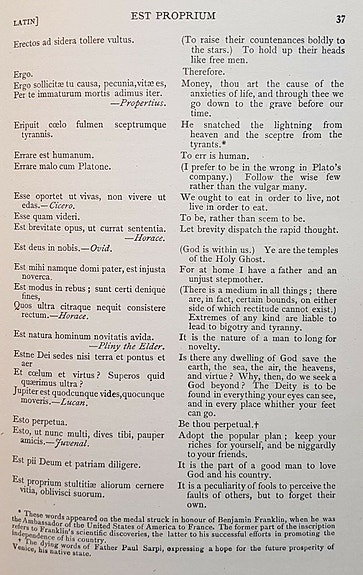 LATIN]
EST PROPRIUM
37
Erectos ad sidera tollere vultus.
(To raise their countenances boldly to
the stars.) To hold up their heads
like free men.
Ergo.
Therefore.
Ergo sollicitæ tu causa, pecunia, vitæ es,
Per te immaturum mortis adimus iter.
—Propertius.
Money, thou art the cause of the
anxieties of life, and through thee we
go down to the grave before our
time.
Eripuit cœlo fulmen sceptrumque
tyrannis.
He snatched the lightning from
heaven and the sceptre from the
tyrants.*
Errare est humanum.
To err is human.
Errare malo cum Platone.
(I prefer to be in the wrong in Plato's
company.) Follow the wise few
rather than the vulgar many.
Esse oportet ut vivas, non vivere ut
edas.—Cicero.
We ought to eat in order to live, not
live in order to eat.
Esse quam videri.
To be, rather than seem to be.
Est brevitate opus, ut currat sententia.
—Horace.
Let brevity dispatch the rapid thought.
Est deus in nobis.—Ovid.
(God is within us.) Ye are the temples
of the Holy Ghost.
Est mihi namque domi pater, est injusta
noverca.
For at home I have a father and an
unjust stepmother.
Est modus in rebus; sunt certi denique
fines,
Quos ultra citraque nequit consistere
rectum.—Horace.
(There is a medium in all things; there
are, in fact, certain bounds, on either
side of which rectitude cannot exist.)
Extremes of any kind are liable to
lead to bigotry and tyranny.
Est natura hominum novitatis avida.
—Pliny the Elder.
It is the nature of a man to long for
novelty.
Estne Dei sedes nisi terra et pontus et
aer
Et cœlum et virtus? Superos quid
quærimus ultra?
Jupiter est quodcunque vides, quocunque
moveris.—Lucan.
Is there any dwelling of God save the
earth, the sea, the air, the heavens,
and virtue? Why, then, do we seek a
God beyond? The Deity is to be
found in everything your eyes can see,
and in every place whither your feet
can go.
Esto perpetua.
Be thou perpetual.†
Esto, ut nunc multi, dives tibi, pauper
amicis.—Juvenal.
Adopt the popular plan; keep your
riches for yourself, and be niggardly
to your friends.
Est pii Deum et patriam diligere.
It is the part of a good man to love
God and his country.
Est proprium stultitiæ aliorum cernere
vitia, oblivisci suorum.
It is a peculiarity of fools to perceive the
faults of others, but to forget their
own.
* These words appeared on the medal struck in honour of Benjamin Franklin, when he was
the Ambassador of the United States of America to France. The former part of the inscription
refers to Franklin's scientific discoveries, the latter to his successful efforts in promoting the
independence of his country.
† The dying words of Father Paul Sarpi, expressing a hope for the future prosperity of
Venice, his native state.